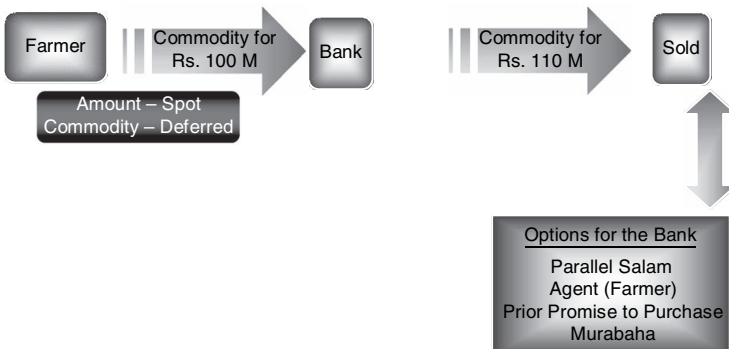 Farmer
Commodity for
Rs. 100 M
Bank
Commodity for
Rs. 110 M
Sold
Amount – Spot
Commodity – Deferred
Options for the Bank
Parallel Salam
Agent (Farmer)
Prior Promise to Purchase
Murabaha